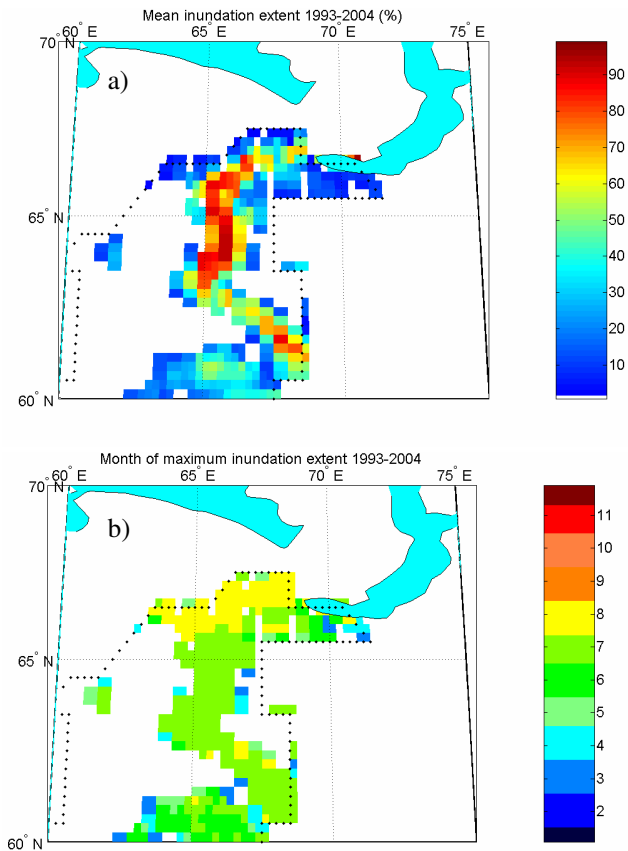 Mean inundation extent 1993-2004 (%)
60° E 65° E 70° E 75° E
70° N
a)
65° N
60° N
90
80
70
60
50
40
30
20
10
Month of maximum inundation extent 1993-2004
60° E 65° E 70° E 75° E
70° N
b)
65° N
60° N
11
10
9
8
7
6
5
4
3
2